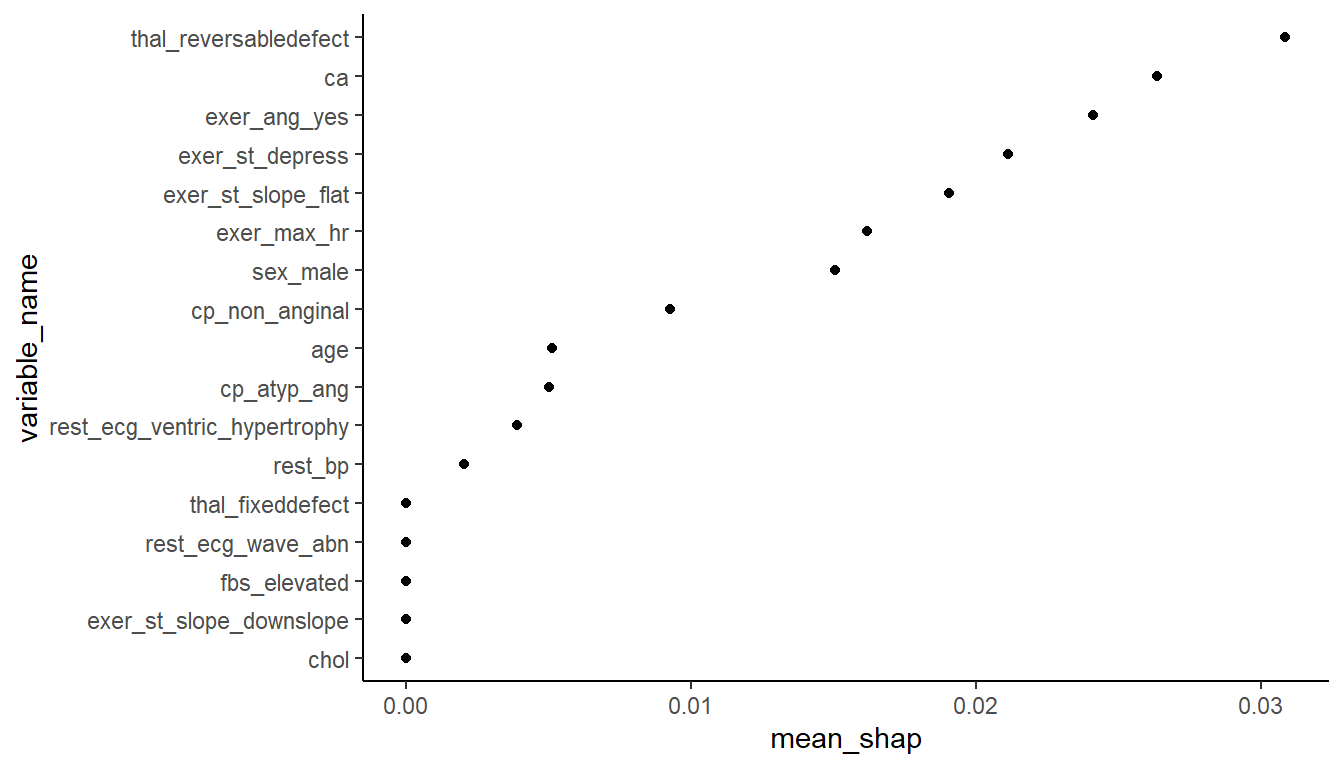 thal_reversabledefect
ca
exer_ang_yes
exer_st_depress
exer_st_slope_flat
exer_max_hr
sex_male
cp_non_anginal
age
cp_atyp_ang
rest_ecg_ventric_hypertrophy
rest_bp
thal_fixeddefect
rest_ecg_wave_abn
fbs_elevated
exer_st_slope_downslope
chol
variable_name
0.00 0.01 0.02 0.03
mean_shap